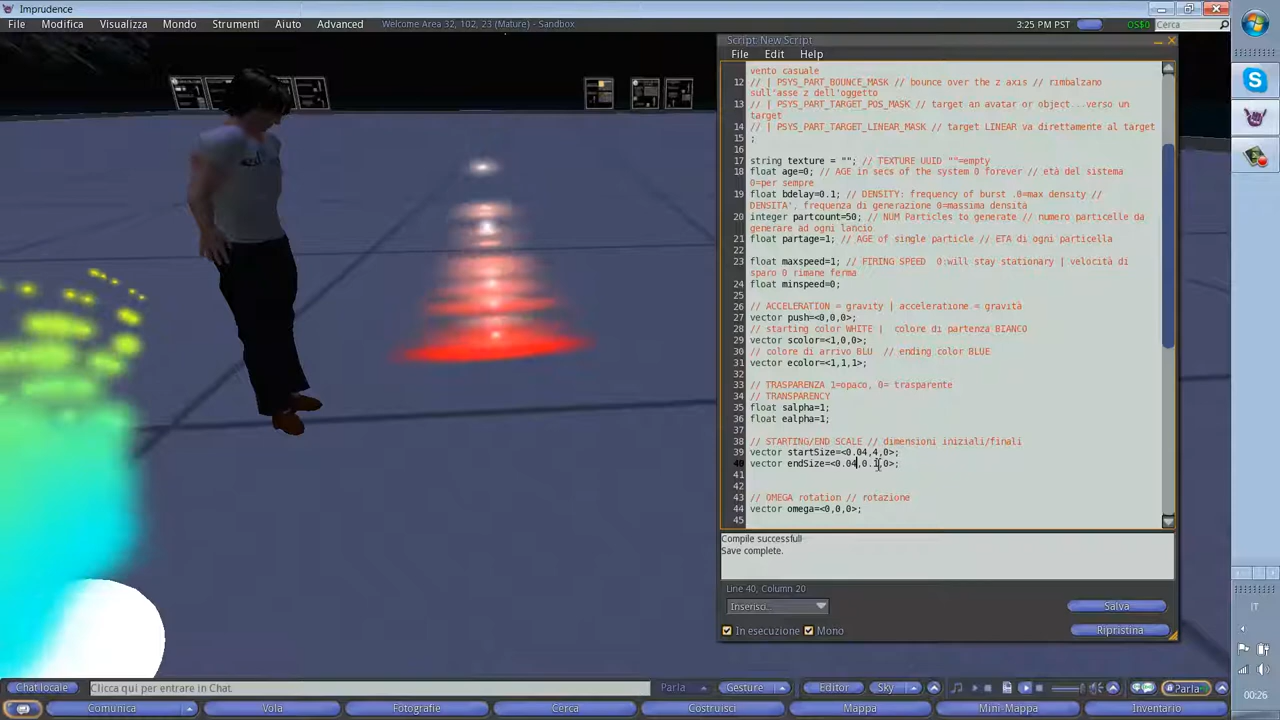 Imprudence
File Modifica Visualizza Mondo Strumenti Aiuto Advanced Welcome Area 32, 102, 23 (Mature) - Sandbox 3:25 PM PST OS$0 Cerca
Script: New Script
File Edit Help
vento casuale
12 // | PSYS_PART_BOUNCE_MASK // bounce over the z axis // rimbalzano
sull'asse z dell'oggetto
13 // | PSYS_PART_TARGET_POS_MASK // target an avatar or object...verso un
target
14 // | PSYS_PART_TARGET_LINEAR_MASK // target LINEAR va direttamente al target
15 ;
16
17 string texture = ""; // TEXTURE UUID ""=empty
18 float age=0; // AGE in secs of the system 0 forever // età del sistema
0=per sempre
19 float bdelay=0.1; // DENSITY: frequency of burst .0=max density //
DENSITA', frequenza di generazione 0=massima densità
20 integer partcount=50; // NUM Particles to generate // numero particelle da
generare ad ogni lancio
21 float partage=1; // AGE of single particle // ETA di ogni particella
22
23 float maxspeed=1; // FIRING SPEED 0:will stay stationary | velocità di
sparo 0 rimane ferma
24 float minspeed=0;
25
26 // ACCELERATION = gravity | acceleratione = gravità
27 vector push=<0,0,0>;
28 // starting color WHITE | colore di partenza BIANCO
29 vector scolor=<1,0,0>;
30 // colore di arrivo BLU // ending color BLUE
31 vector ecolor=<1,1,1>;
32
33 // TRASPARENZA 1=opaco, 0= trasparente
34 // TRANSPARENCY
35 float salpha=1;
36 float ealpha=1;
37
38 // STARTING/END SCALE // dimensioni iniziali/finali
39 vector startSize=<0.04,4,0>;
40 vector endSize=<0.04,0.1,0>;
41
42
43 // OMEGA rotation // rotazione
44 vector omega=<0,0,0>;
45
Compile successful!
Save complete.
Line 40, Column 20
Inserisci... Salva
In esecuzione Mono Ripristina
IT
Chat locale Clicca qui per entrare in Chat. Parla Gesture Editor Sky Parla
00:26
Comunica Vola Fotografie Cerca Costruisci Mappa Mini-Mappa Inventario